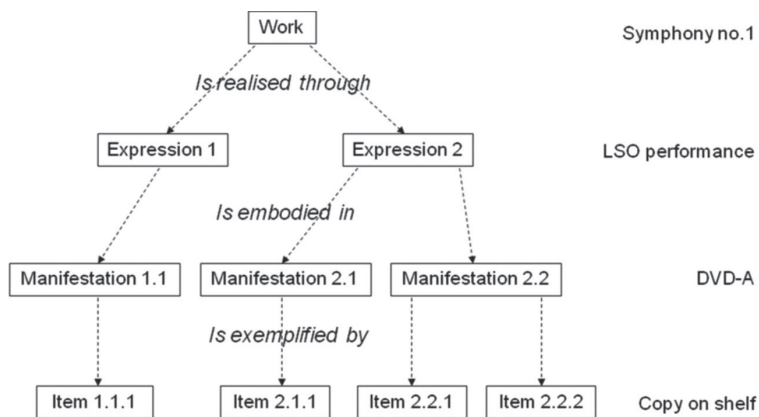 Work
Symphony no.1
Is realised through
Expression 1
Expression 2
LSO performance
Is embodied in
Manifestation 1.1
Manifestation 2.1
Manifestation 2.2
DVD-A
Is exemplified by
Item 1.1.1
Item 2.1.1
Item 2.2.1
Item 2.2.2
Copy on shelf